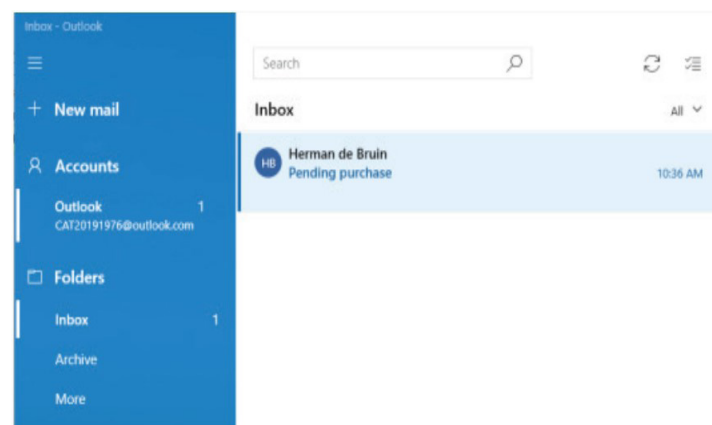 Inbox - Outlook
+ New mail
Accounts
Outlook 1
CAT20191976@outlook.com
Folders
Inbox 1
Archive
More
Search
Inbox
All
HB
Herman de Bruin
Pending purchase
10:36 AM